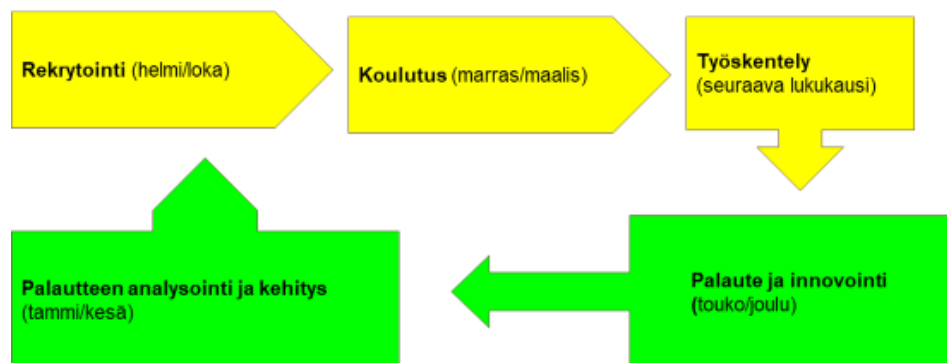 Rekrytointi (helmi/loka)
Koulutus (marras/maalis)
Työskentely
(seuraava lukukausi)
Palautteen analysointi ja kehitys
(tammi/kesä)
Palaute ja innovointi
(touko/joulu)